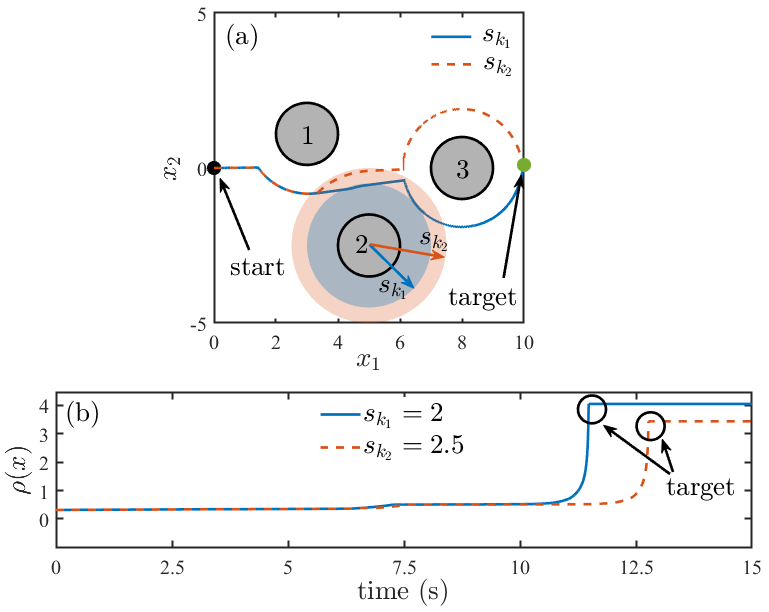 5
(a)
s_{k_1}
s_{k_2}
1
x_2
0
3
2
s_{k_2}
s_{k_1}
start
target
-5
0 2 4 6 8 10
x_1
4
(b)
s_{k_1} = 2
3
s_{k_2} = 2.5
2
ρ(x)
target
1
0
0 2.5 5 7.5 10 12.5 15
time (s)